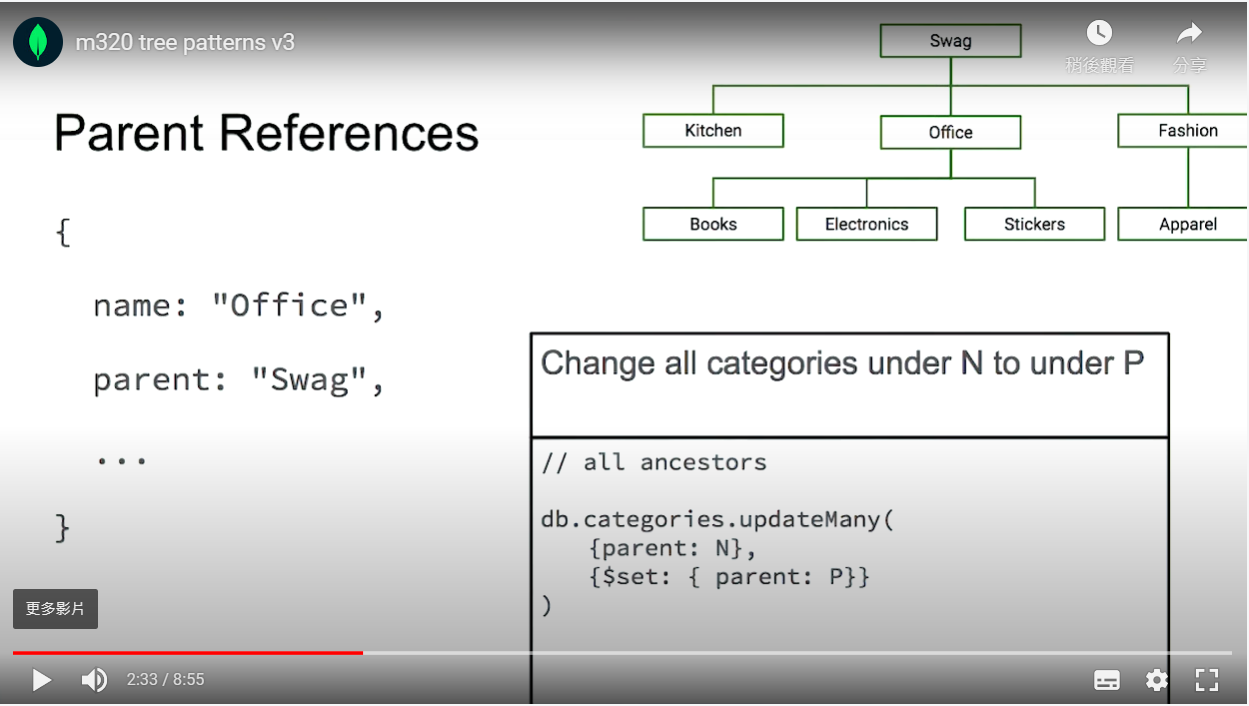 m320 tree patterns v3
稍後觀看
分享
Swag
Kitchen
Office
Fashion
Books
Electronics
Stickers
Apparel
Parent References
{
name: "Office",
parent: "Swag",
...
}
Change all categories under N to under P
// all ancestors
db.categories.updateMany(
{parent: N},
{$set: { parent: P}}
)
更多影片
2:33 / 8:55